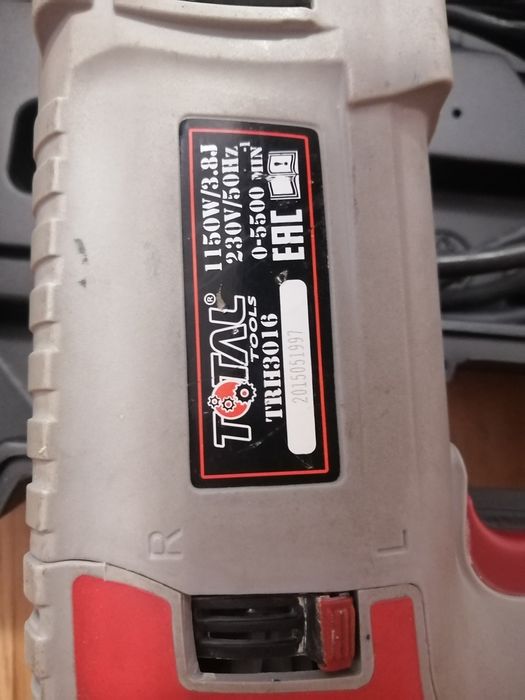 TOTAL®
TOOLS
TRH3016
2015051997
1150W/3.8J
230V/50HZ
0-5500 MIN⁻¹
EAC
R
L